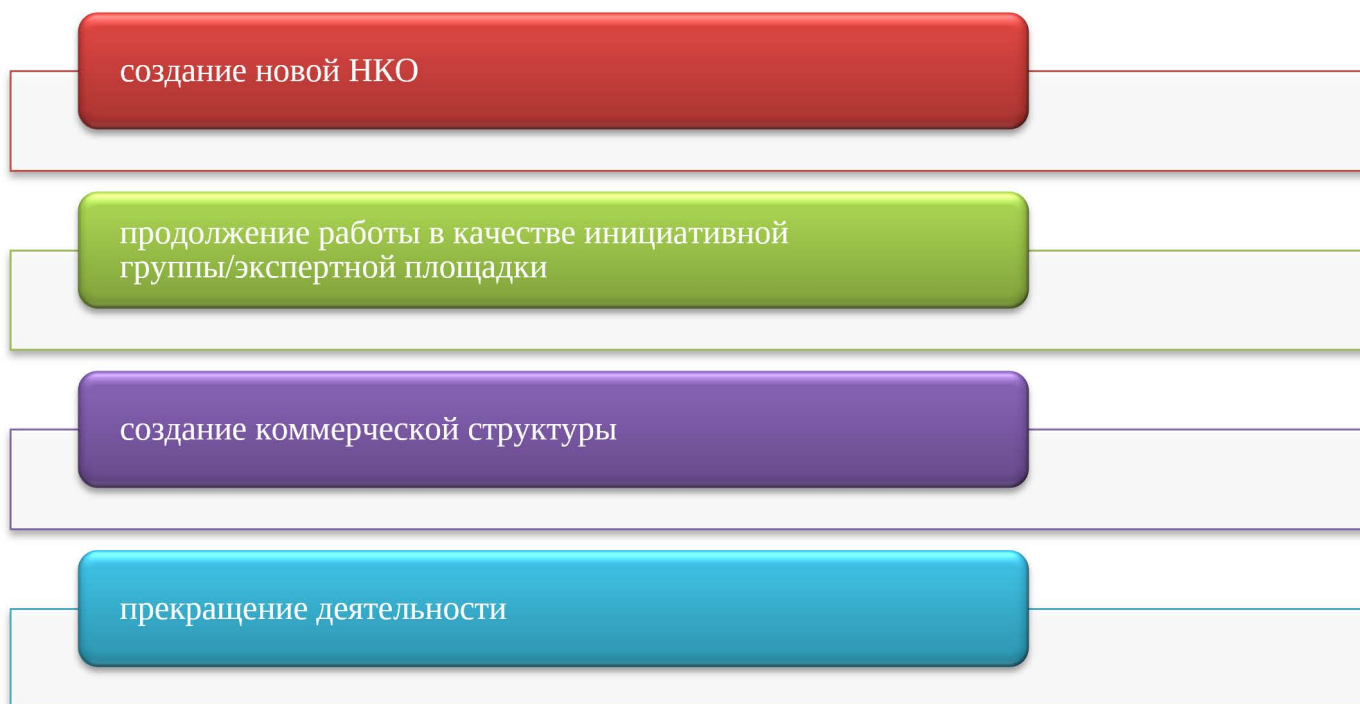 создание новой НКО
продолжение работы в качестве инициативной
группы/экспертной площадки
создание коммерческой структуры
прекращение деятельности